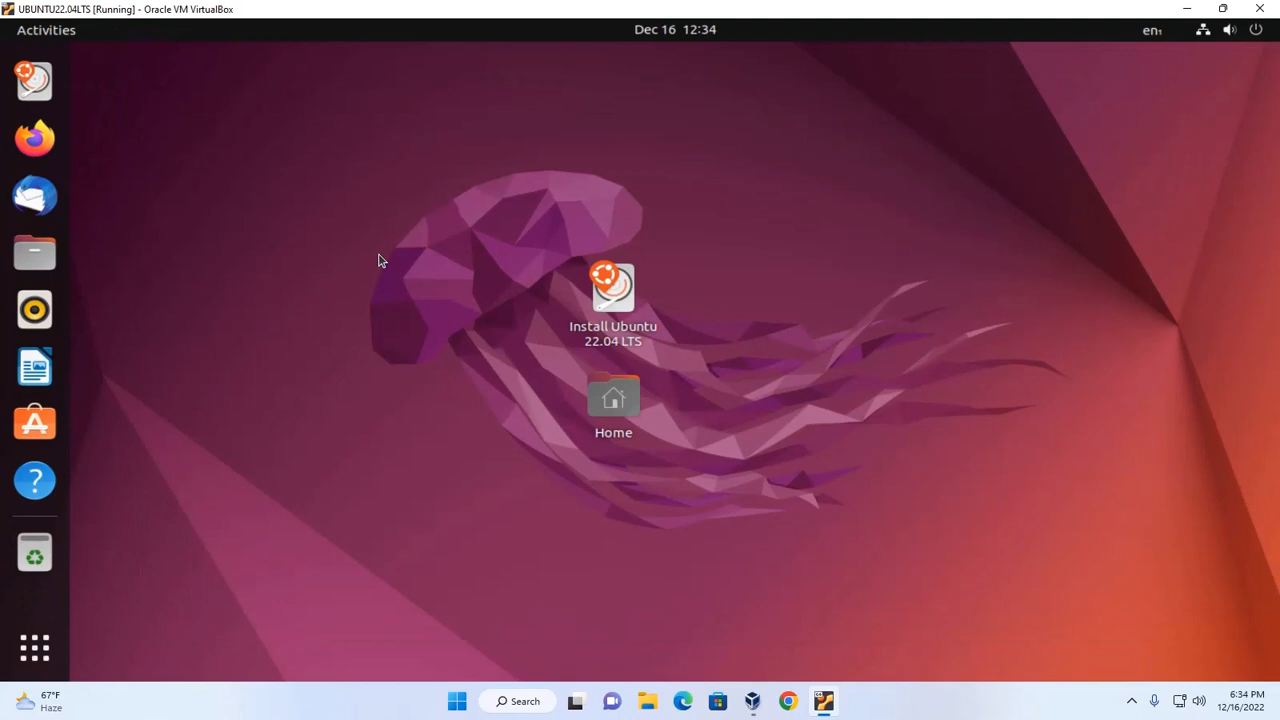 UBUNTU22.04LTS [Running] - Oracle VM VirtualBox
Activities
Dec 16 12:34
en₁
Install Ubuntu
22.04 LTS
Home
67°F
Haze
Search
6:34 PM
12/16/2022